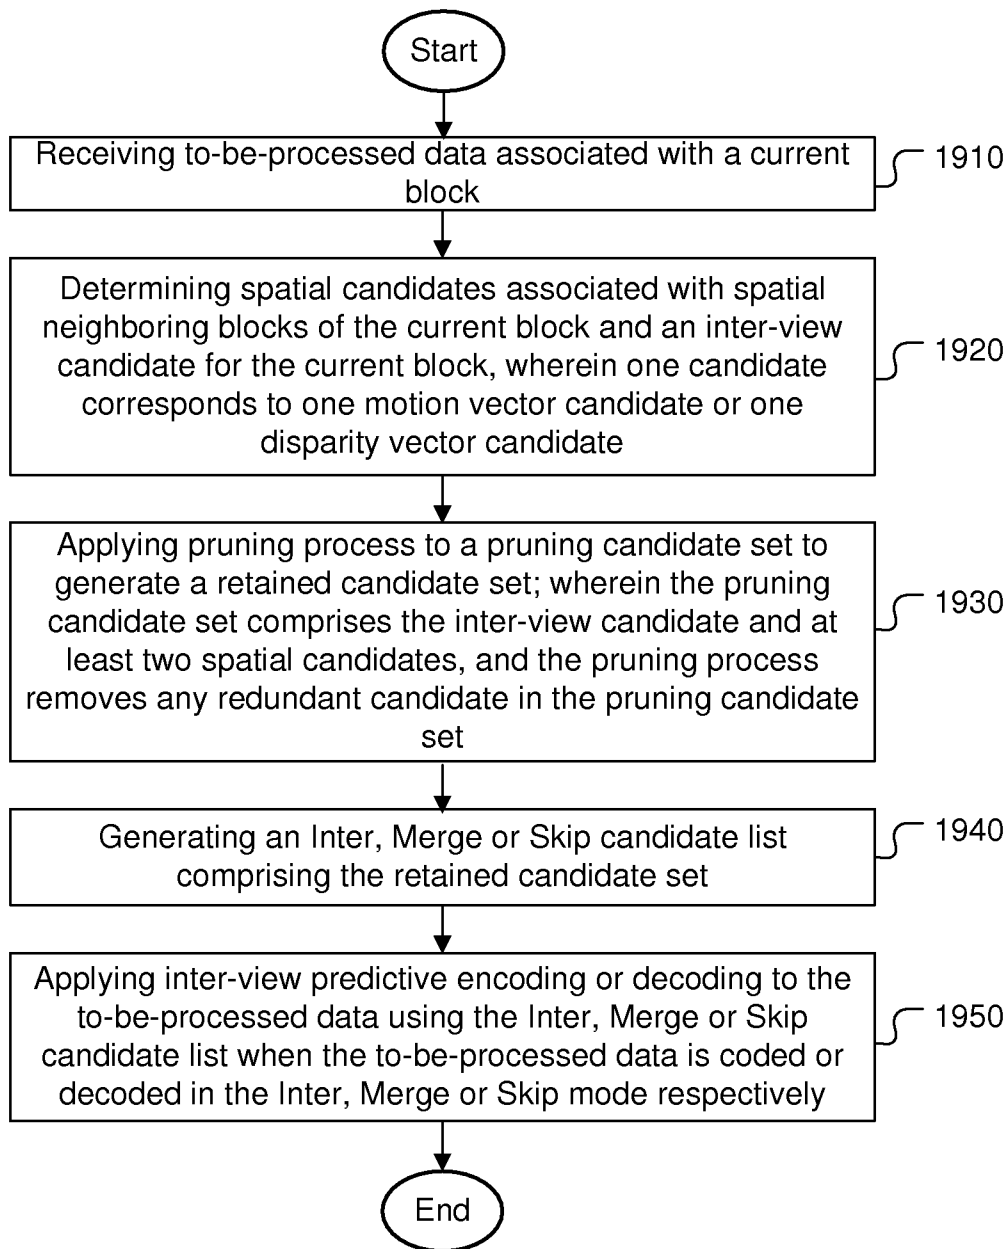 Start
Receiving to-be-processed data associated with a current
block
1910
Determining spatial candidates associated with spatial
neighboring blocks of the current block and an inter-view
candidate for the current block, wherein one candidate
corresponds to one motion vector candidate or one
disparity vector candidate
1920
Applying pruning process to a pruning candidate set to
generate a retained candidate set; wherein the pruning
candidate set comprises the inter-view candidate and at
least two spatial candidates, and the pruning process
removes any redundant candidate in the pruning candidate
set
1930
Generating an Inter, Merge or Skip candidate list
comprising the retained candidate set
1940
Applying inter-view predictive encoding or decoding to the
to-be-processed data using the Inter, Merge or Skip
candidate list when the to-be-processed data is coded or
decoded in the Inter, Merge or Skip mode respectively
1950
End